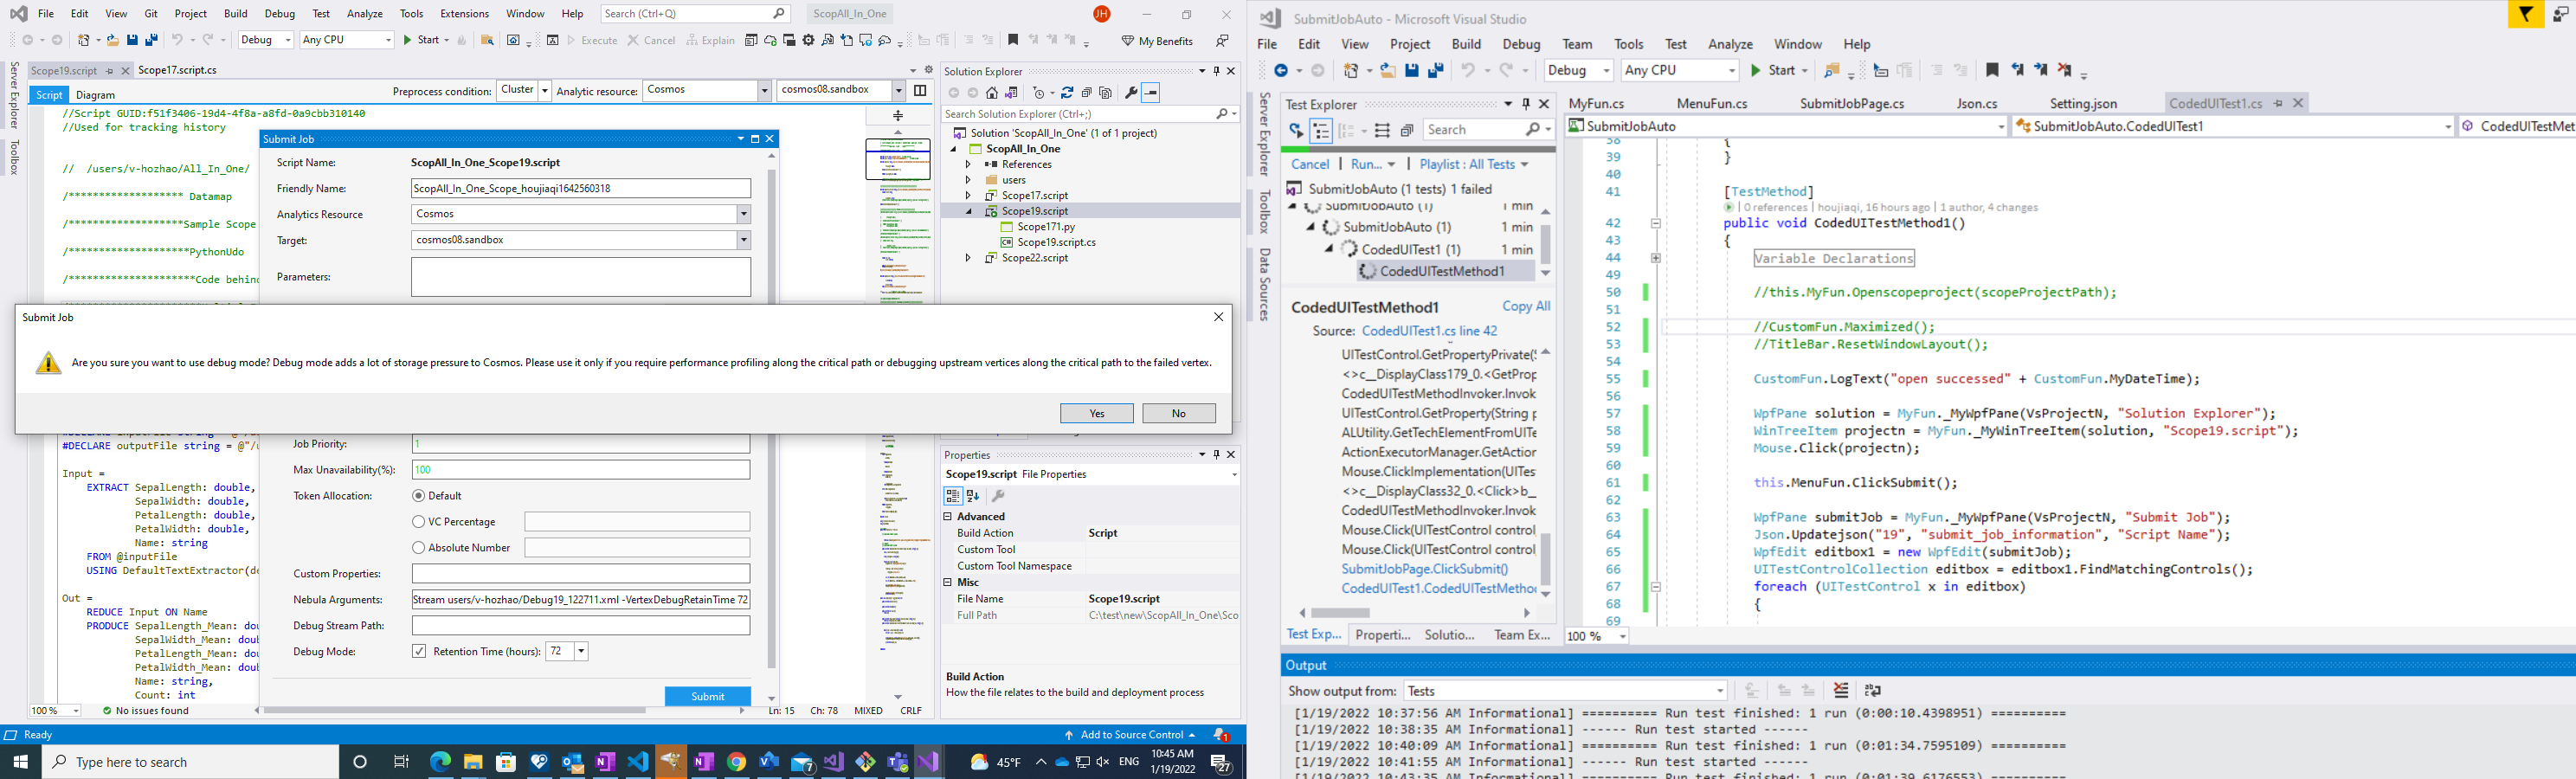 File Edit View Git Project Build Debug Test Analyze Tools Extensions Window Help Search (Ctrl+Q) ScopAll_In_One JH
Debug Any CPU Start Execute Cancel Explain My Benefits
Server Explorer
Toolbox
Scope19.script Scope17.script.cs
Script Diagram Preprocess condition: Cluster Analytic resource: Cosmos cosmos08.sandbox
//Script GUID:f51f3406-19d4-4f8a-a8fd-0a9cbb310140
//Used for tracking history
// /users/v-hozhao/All_In_One/
/******************* Datamap
/*******************Sample Scope
/********************PythonUdo
/*********************Code behind
Submit Job
Script Name: ScopAll_In_One_Scope19.script
Friendly Name: ScopAll_In_One_Scope_houjiaqi1642560318
Analytics Resource Cosmos
Target: cosmos08.sandbox
Parameters:
Submit Job
Are you sure you want to use debug mode? Debug mode adds a lot of storage pressure to Cosmos. Please use it only if you require performance profiling along the critical path or debugging upstream vertices along the critical path to the failed vertex.
Yes No
#DECLARE outputFile string = @"/u
Input =
EXTRACT SepalLength: double,
SepalWidth: double,
PetalLength: double,
PetalWidth: double,
Name: string
FROM @inputFile
USING DefaultTextExtractor(de
Out =
REDUCE Input ON Name
PRODUCE SepalLength_Mean: dou
SepalWidth_Mean: doub
PetalLength_Mean: dou
PetalWidth_Mean: doub
Name: string,
Count: int
Job Priority: 1
Max Unavailability(%): 100
Token Allocation: Default
VC Percentage
Absolute Number
Custom Properties:
Nebula Arguments: Stream users/v-hozhao/Debug19_122711.xml -VertexDebugRetainTime 72
Debug Stream Path:
Debug Mode: Retention Time (hours): 72
Submit
100 % No issues found Ln: 15 Ch: 78 MIXED CRLF
Solution Explorer
Search Solution Explorer (Ctrl+;)
Solution 'ScopAll_In_One' (1 of 1 project)
ScopAll_In_One
References
users
Scope17.script
Scope19.script
Scope171.py
Scope19.script.cs
Scope22.script
Properties
Scope19.script File Properties
Advanced
Build Action Script
Custom Tool
Custom Tool Namespace
Misc
File Name Scope19.script
Full Path C:\test\new\ScopAll_In_One\Sco
Build Action
How the file relates to the build and deployment process
Ready Add to Source Control 1
Type here to search 7 45°F ENG 10:45 AM 1/19/2022 27
SubmitJobAuto - Microsoft Visual Studio
File Edit View Project Build Debug Team Tools Test Analyze Window Help
Debug Any CPU Start
Server Explorer
Toolbox
Data Sources
Test Explorer
Search
Cancel Run... Playlist : All Tests
SubmitJobAuto (1 tests) 1 failed
SubmitJobAuto (1) 1 min
SubmitJobAuto (1) 1 min
CodedUITest1 (1) 1 min
CodedUITestMethod1
CodedUITestMethod1 Copy All
Source: CodedUITest1.cs line 42
UITestControl.GetPropertyPrivate(S
<>c__DisplayClass179_0.<GetProp
CodedUITestMethodInvoker.Invok
UITestControl.GetProperty(String p
ALUtility.GetTechElementFromUITe
ActionExecutorManager.GetAction
Mouse.ClickImplementation(UITes
<>c__DisplayClass32_0.<Click>b__
CodedUITestMethodInvoker.Invok
Mouse.Click(UITestControl control
Mouse.Click(UITestControl control
SubmitJobPage.ClickSubmit()
CodedUITest1.CodedUITestMethod
Test Exp... Properti... Solutio... Team Ex...
MyFun.cs MenuFun.cs SubmitJobPage.cs Json.cs Setting.json CodedUITest1.cs
SubmitJobAuto SubmitJobAuto.CodedUITest1 CodedUITestMet
38 {
39 }
40
41 [TestMethod]
0 references | houjiaqi, 16 hours ago | 1 author, 4 changes
42 public void CodedUITestMethod1()
43 {
44 Variable Declarations
49
50 //this.MyFun.Openscopeproject(scopeProjectPath);
51
52 //CustomFun.Maximized();
53 //TitleBar.ResetWindowLayout();
54
55 CustomFun.LogText("open successed" + CustomFun.MyDateTime);
56
57 WpfPane solution = MyFun._MyWpfPane(VsProjectN, "Solution Explorer");
58 WinTreeItem projectn = MyFun._MyWinTreeItem(solution, "Scope19.script");
59 Mouse.Click(projectn);
60
61 this.MenuFun.ClickSubmit();
62
63 WpfPane submitJob = MyFun._MyWpfPane(VsProjectN, "Submit Job");
64 Json.Updatejson("19", "submit_job_information", "Script Name");
65 WpfEdit editbox1 = new WpfEdit(submitJob);
66 UITestControlCollection editbox = editbox1.FindMatchingControls();
67 foreach (UITestControl x in editbox)
68 {
69
100 %
Output
Show output from: Tests
[1/19/2022 10:37:56 AM Informational] ========== Run test finished: 1 run (0:00:10.4398951) ==========
[1/19/2022 10:38:35 AM Informational] ------ Run test started ------
[1/19/2022 10:40:09 AM Informational] ========== Run test finished: 1 run (0:01:34.7595109) ==========
[1/19/2022 10:41:55 AM Informational] ------ Run test started ------
[1/19/2022 10:43:35 AM Informational] ========== Run test finished: 1 run (0:01:39.6176553) ==========